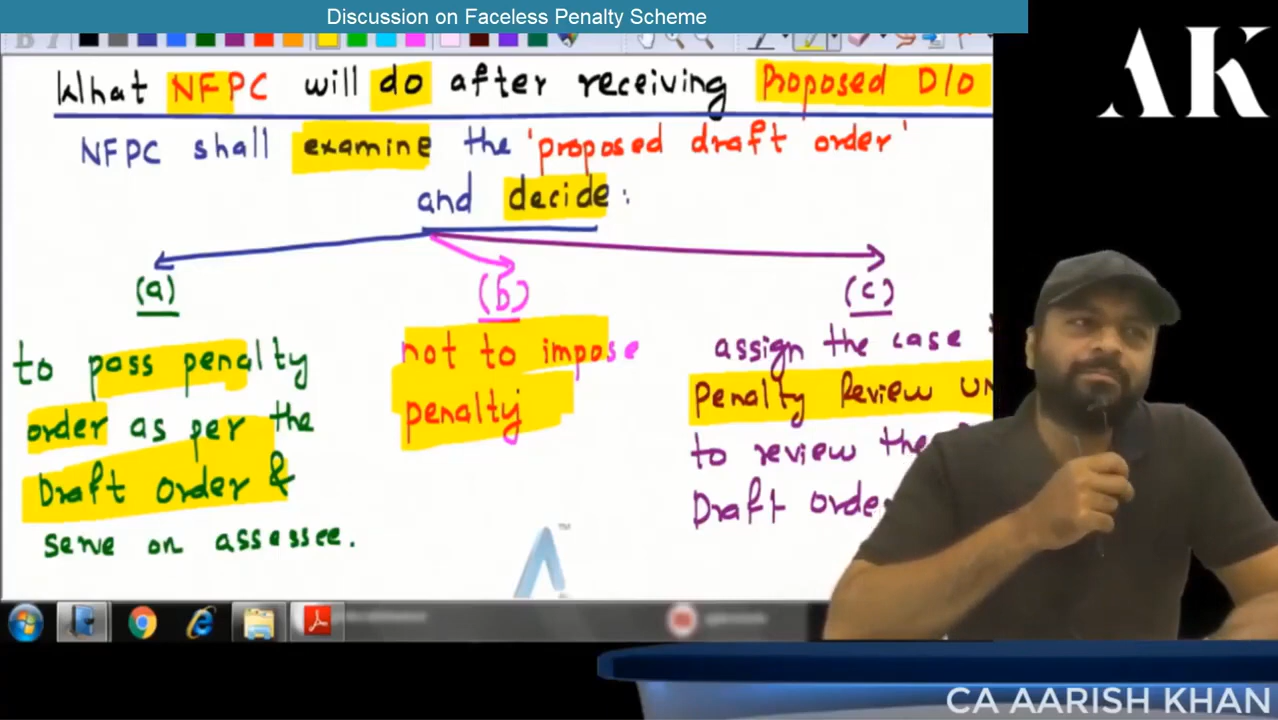 Discussion on Faceless Penalty Scheme
AK
What NFPC will do after receiving Proposed D/O
NFPC shall examine the 'proposed draft order'
and decide:
(a)
(b)
(c)
to pass penalty
order as per the
Draft order &
serve on assessee.
not to impose
penalty
assign the case
Penalty Review
to review the
Draft order
TM
CA AARISH KHAN